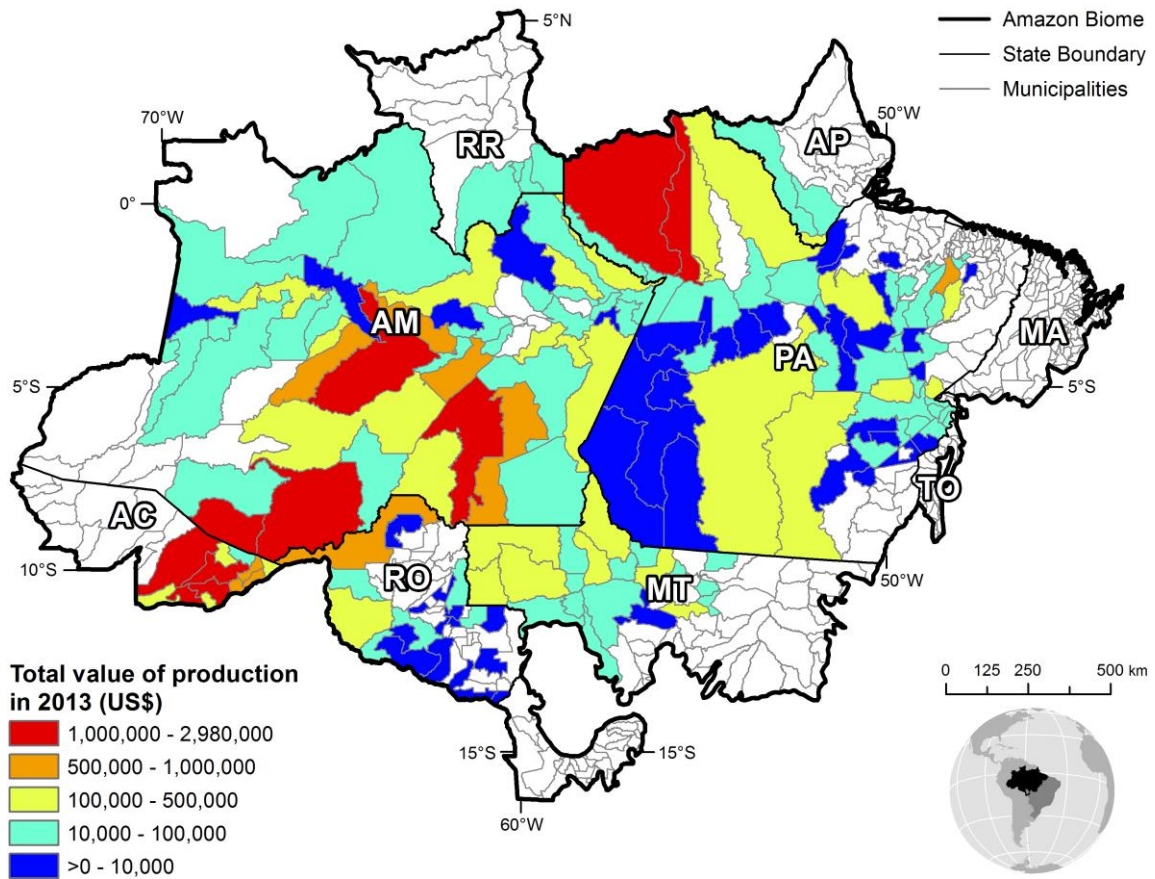 5°N
Amazon Biome
State Boundary
Municipalities
70°W
50°W
RR
AP
0°
AM
PA
MA
5°S
5°S
AC
TO
10°S
RO
MT
50°W
Total value of production
in 2013 (US$)
1,000,000 - 2,980,000
500,000 - 1,000,000
100,000 - 500,000
10,000 - 100,000
>0 - 10,000
0 125 250 500 km
15°S
15°S
60°W